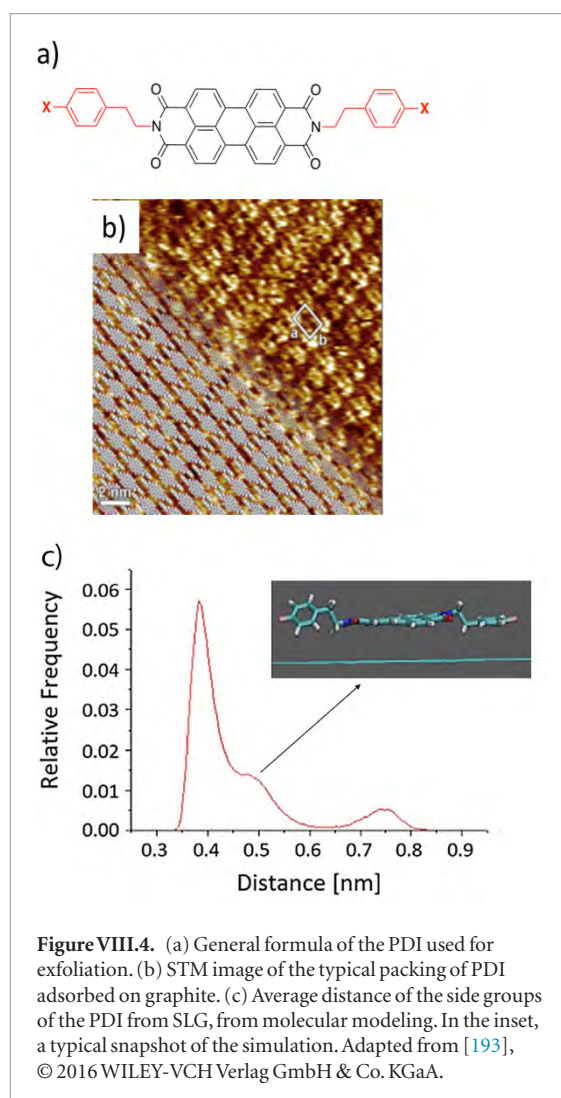 a)
X
O
O
N
N
O
O
X
b)
a
b
2 nm
c)
Relative Frequency
0.06
0.05
0.04
0.03
0.02
0.01
0.00
0.3 0.4 0.5 0.6 0.7 0.8 0.9
Distance [nm]
Figure VIII.4. (a) General formula of the PDI used for
exfoliation. (b) STM image of the typical packing of PDI
adsorbed on graphite. (c) Average distance of the side groups
of the PDI from SLG, from molecular modeling. In the inset,
a typical snapshot of the simulation. Adapted from [193],
© 2016 WILEY-VCH Verlag GmbH & Co. KGaA.